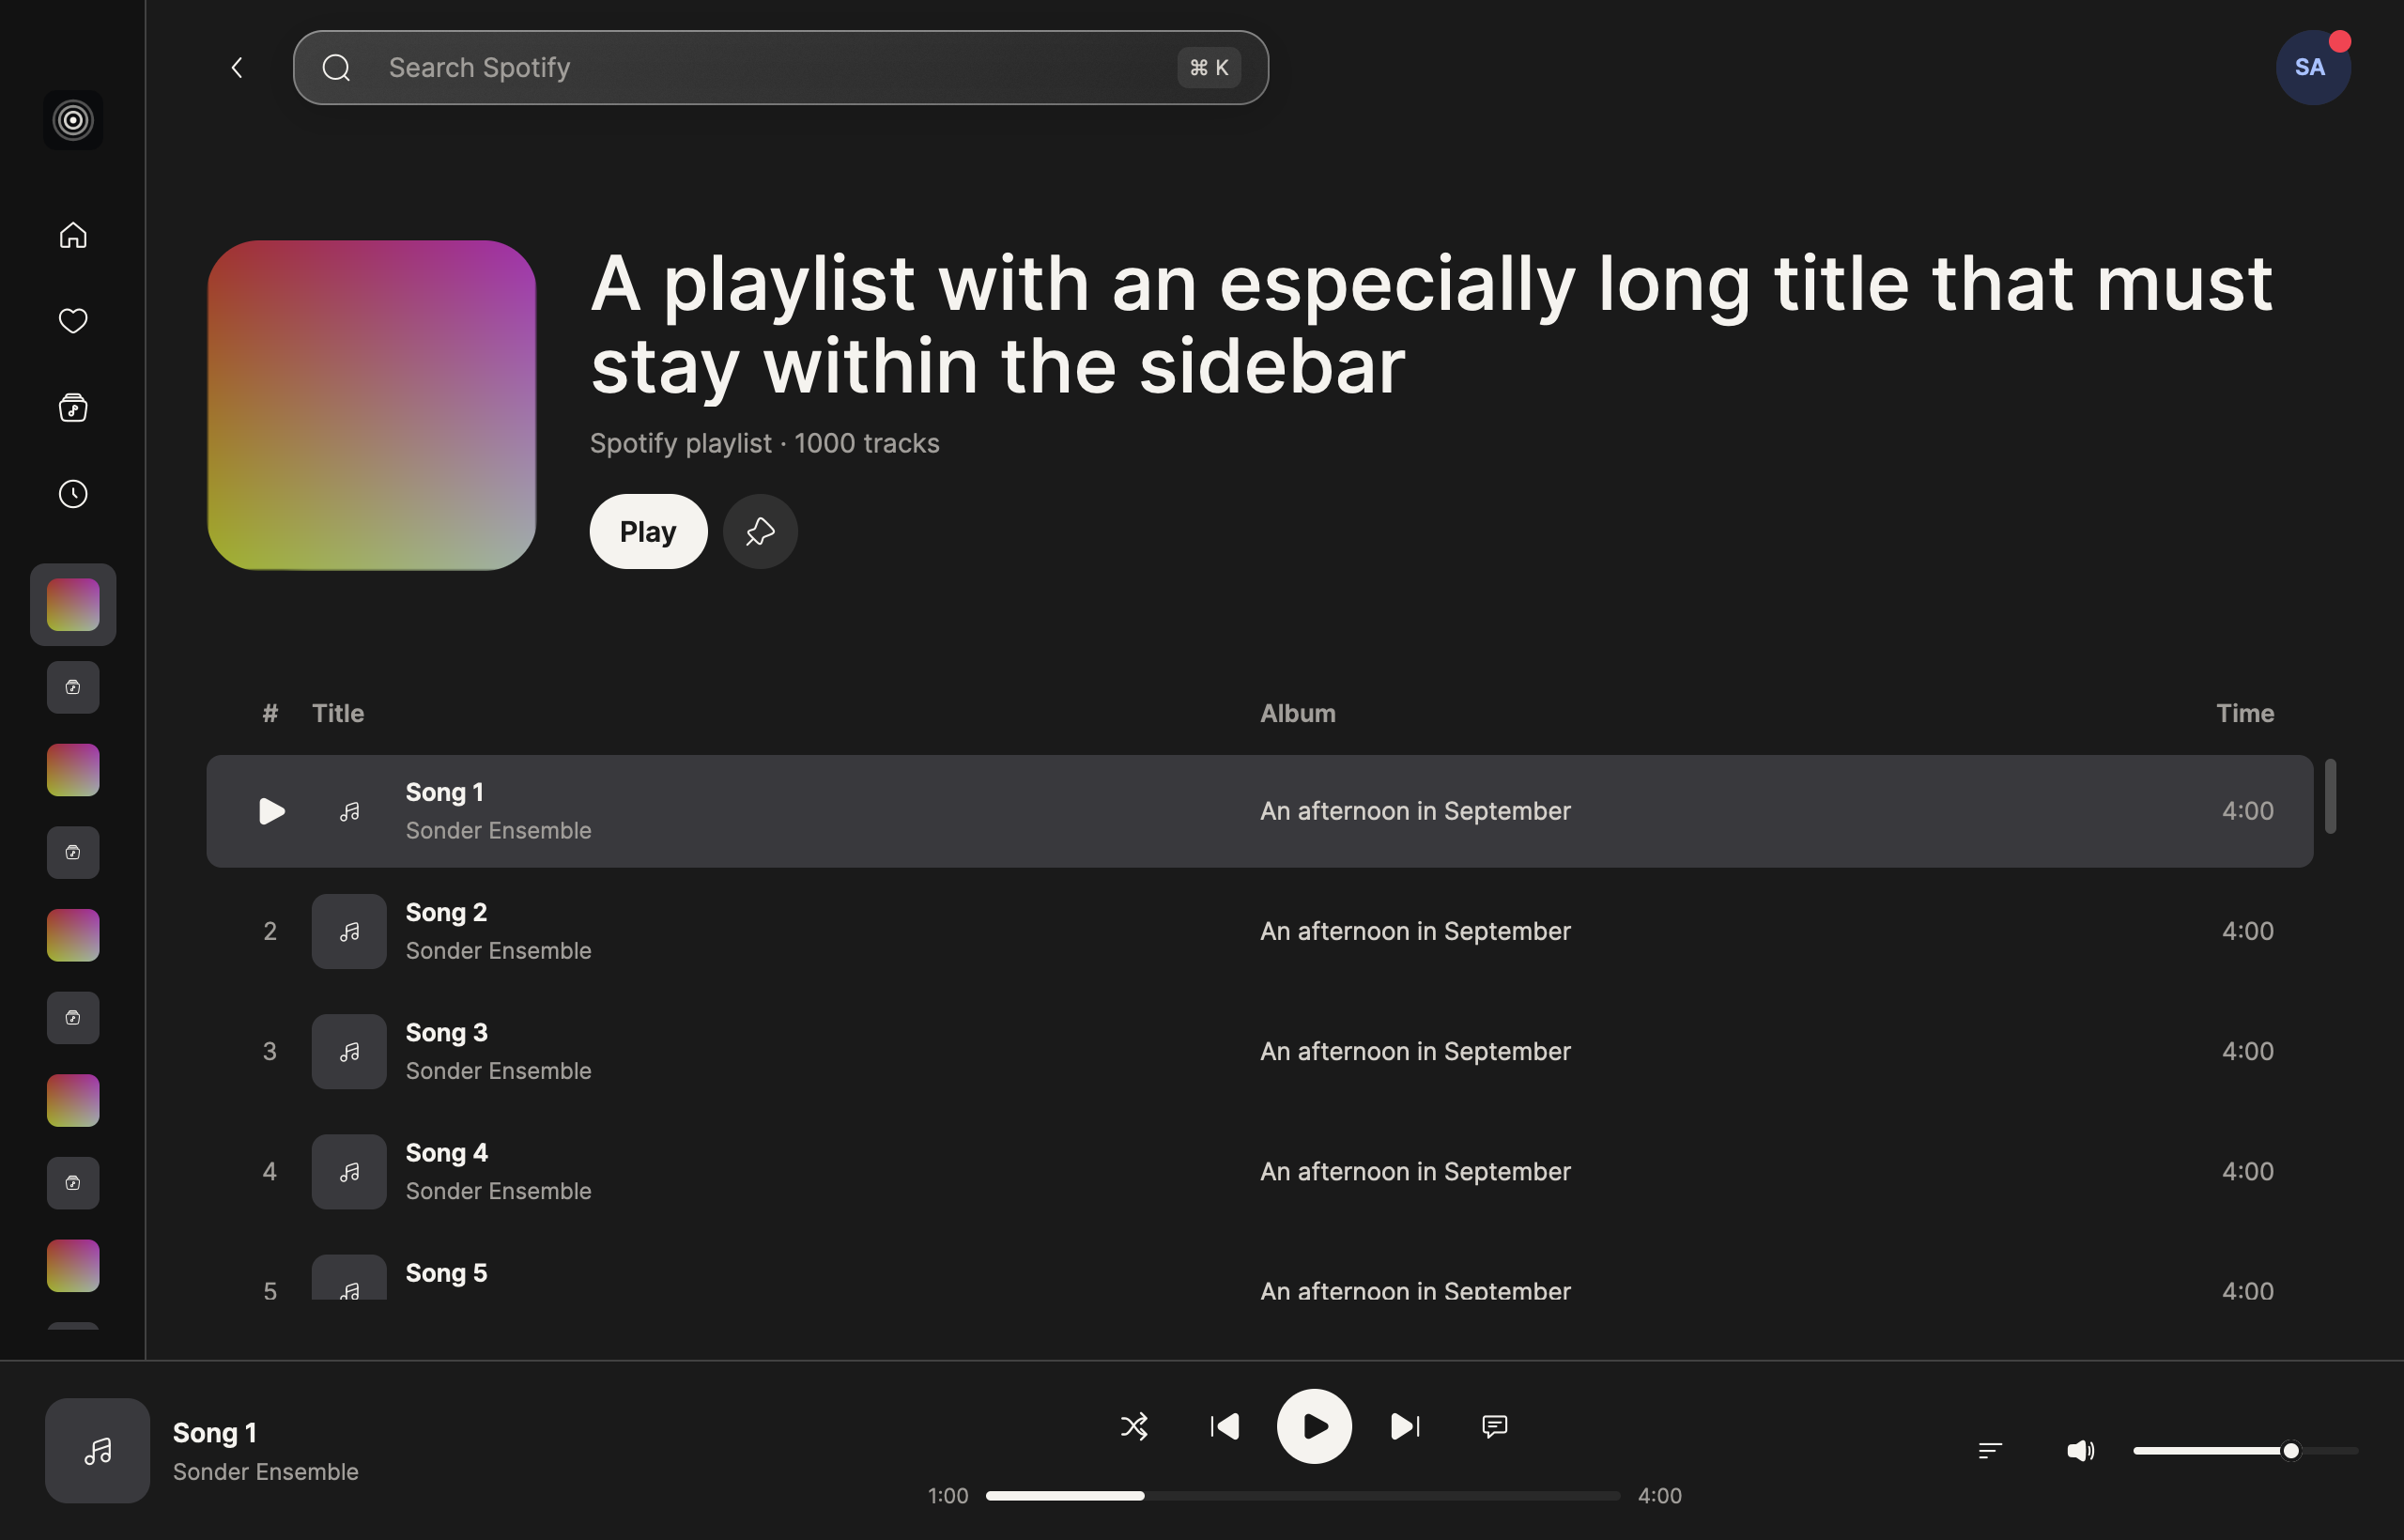 Search Spotify
⌘ K
SA
A playlist with an especially long title that must
stay within the sidebar
Spotify playlist · 1000 tracks
Play
# Title Album Time
Song 1
Sonder Ensemble
An afternoon in September
4:00
2
Song 2
Sonder Ensemble
An afternoon in September
4:00
3
Song 3
Sonder Ensemble
An afternoon in September
4:00
4
Song 4
Sonder Ensemble
An afternoon in September
4:00
5
Song 5
An afternoon in September
4:00
Song 1
Sonder Ensemble
1:00
4:00